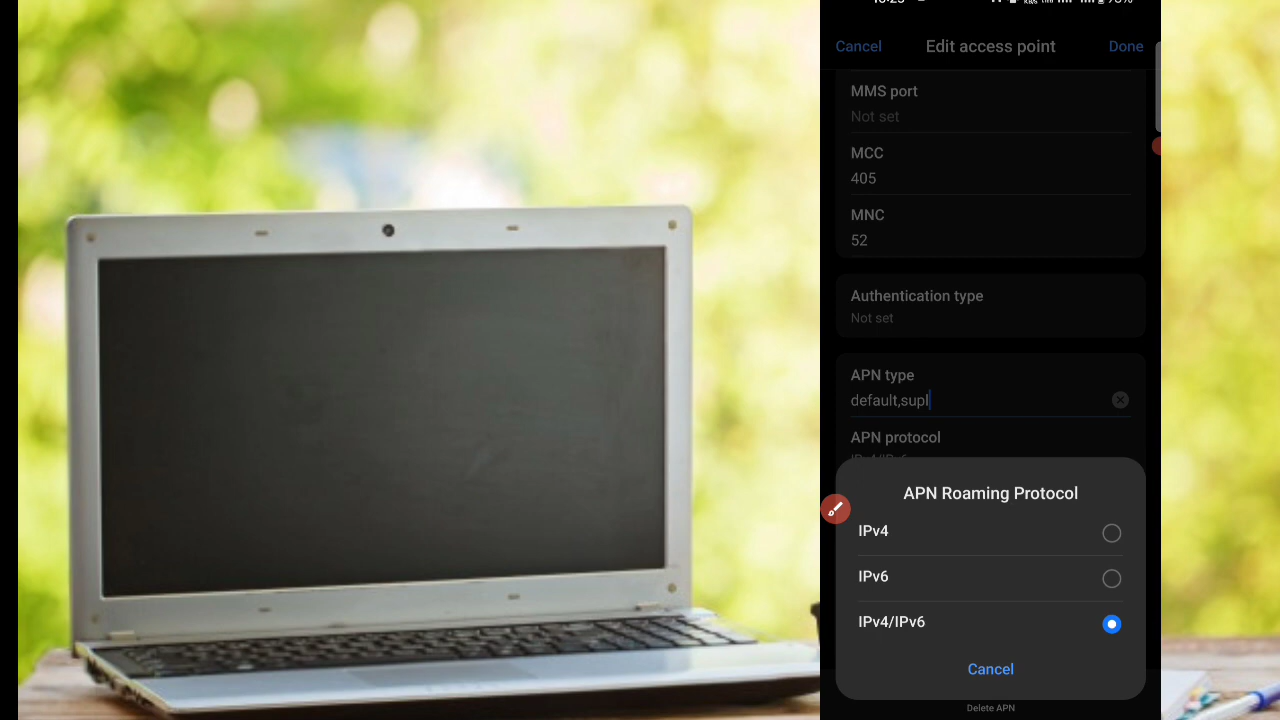 Cancel
Edit access point
Done
MMS port
Not set
MCC
405
MNC
52
Authentication type
Not set
APN type
default,supl
APN protocol
APN Roaming Protocol
IPv4
IPv6
IPv4/IPv6
Cancel
Delete APN